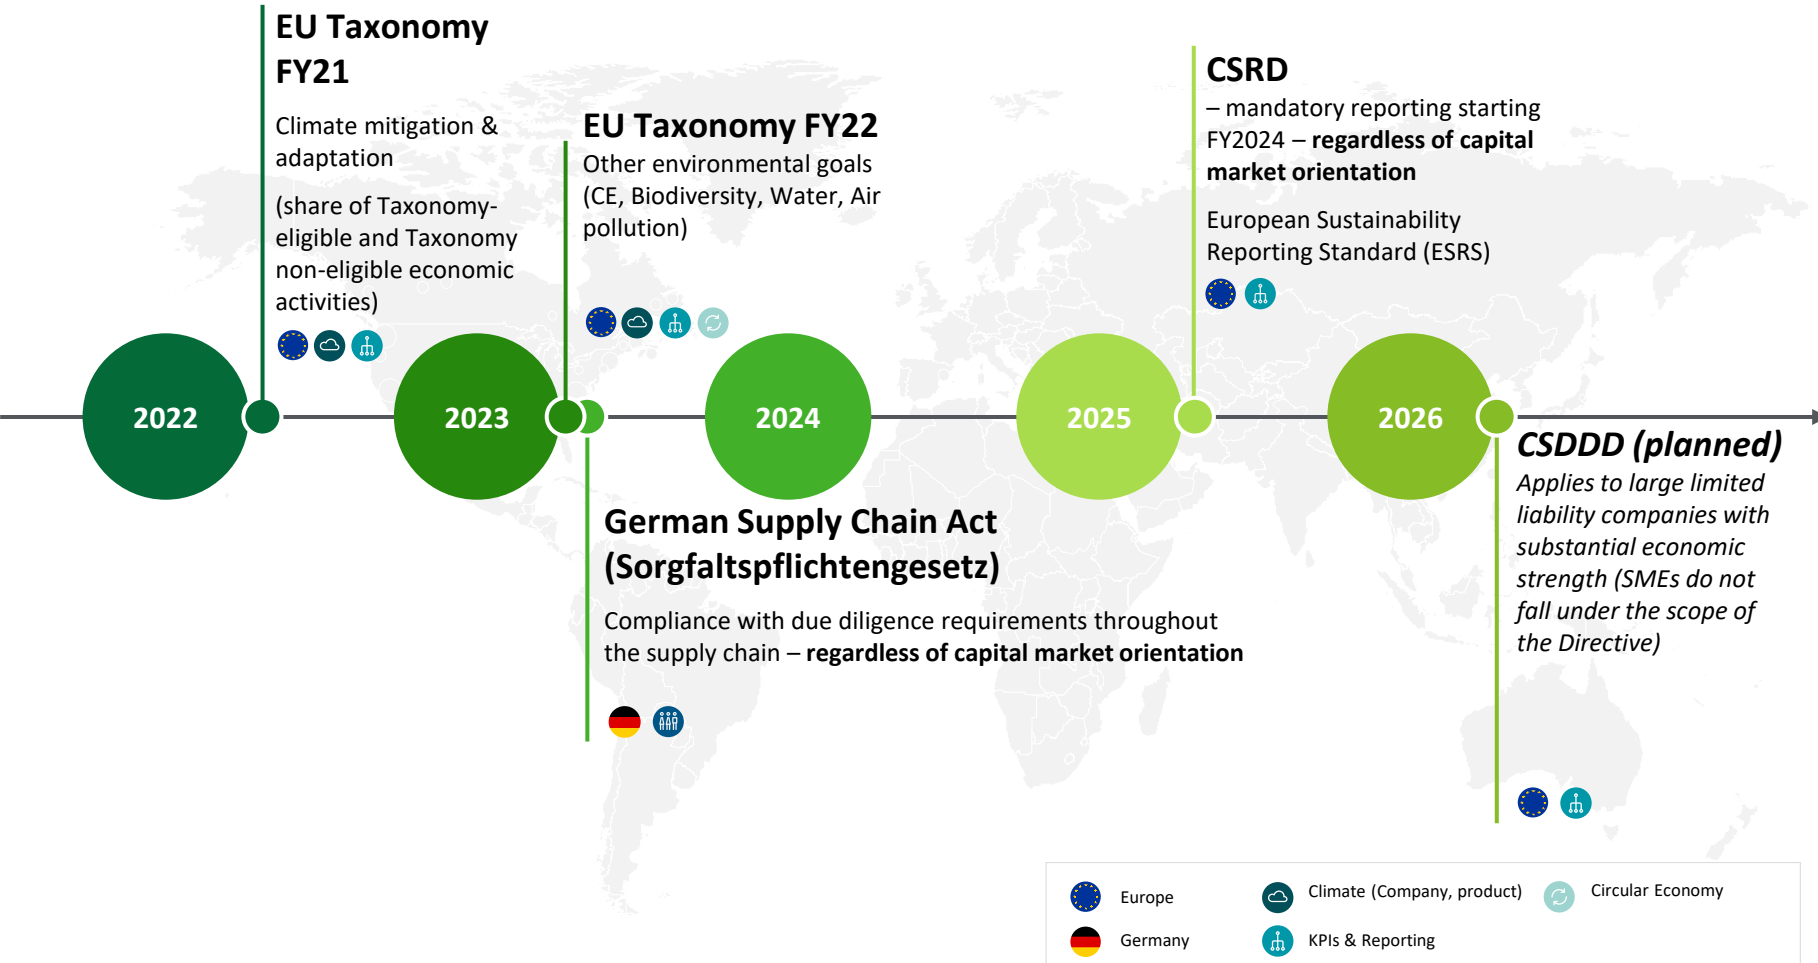 EU Taxonomy
FY21
Climate mitigation &
adaptation
(share of Taxonomy-
eligible and Taxonomy
non-eligible economic
activities)
EU Taxonomy FY22
Other environmental goals
(CE, Biodiversity, Water, Air
pollution)
CSRD
– mandatory reporting starting
FY2024 – regardless of capital
market orientation
European Sustainability
Reporting Standard (ESRS)
2022
2023
2024
2025
2026
German Supply Chain Act
(Sorgfaltspflichtengesetz)
Compliance with due diligence requirements throughout
the supply chain – regardless of capital market orientation
CSDDD (planned)
Applies to large limited
liability companies with
substantial economic
strength (SMEs do not
fall under the scope of
the Directive)
Europe
Climate (Company, product)
Circular Economy
Germany
KPIs & Reporting